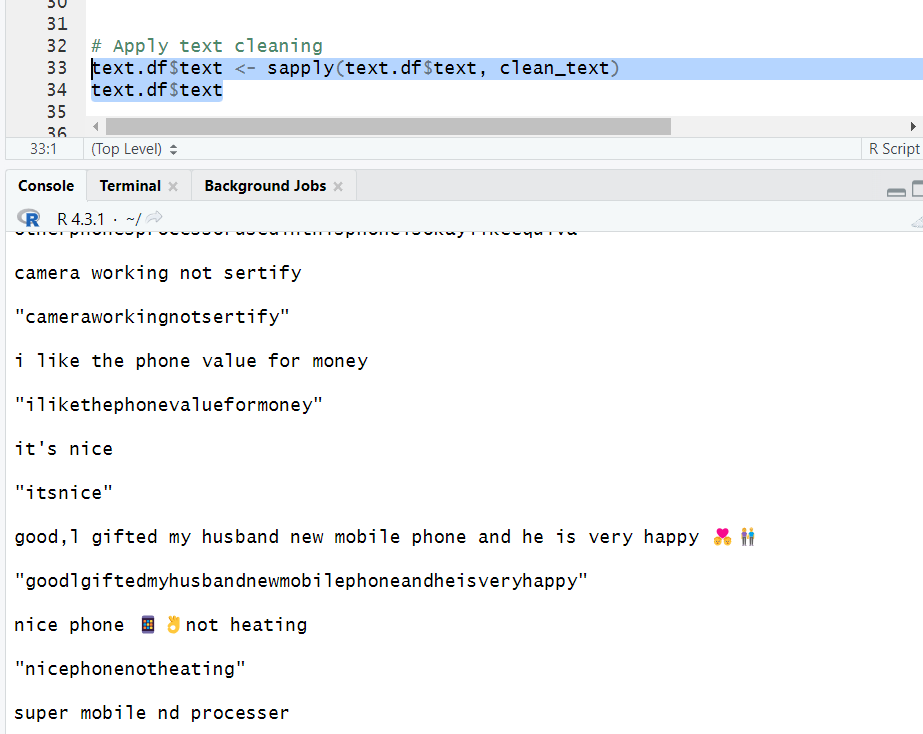 30
31
32 # Apply text cleaning
33 text.df$text <- sapply(text.df$text, clean_text)
34 text.df$text
35
36
33:1 (Top Level) R Script
Console Terminal Background Jobs
R 4.3.1 · ~/
camera working not sertify
"cameraworkingnotsertify"
i like the phone value for money
"ilikethephonevalueformoney"
it's nice
"itsnice"
good,l gifted my husband new mobile phone and he is very happy 💑 👫
"goodlgiftedmyhusbandnewmobilephoneandheisveryhappy"
nice phone 📱 👌not heating
"nicephonenotheating"
super mobile nd processer